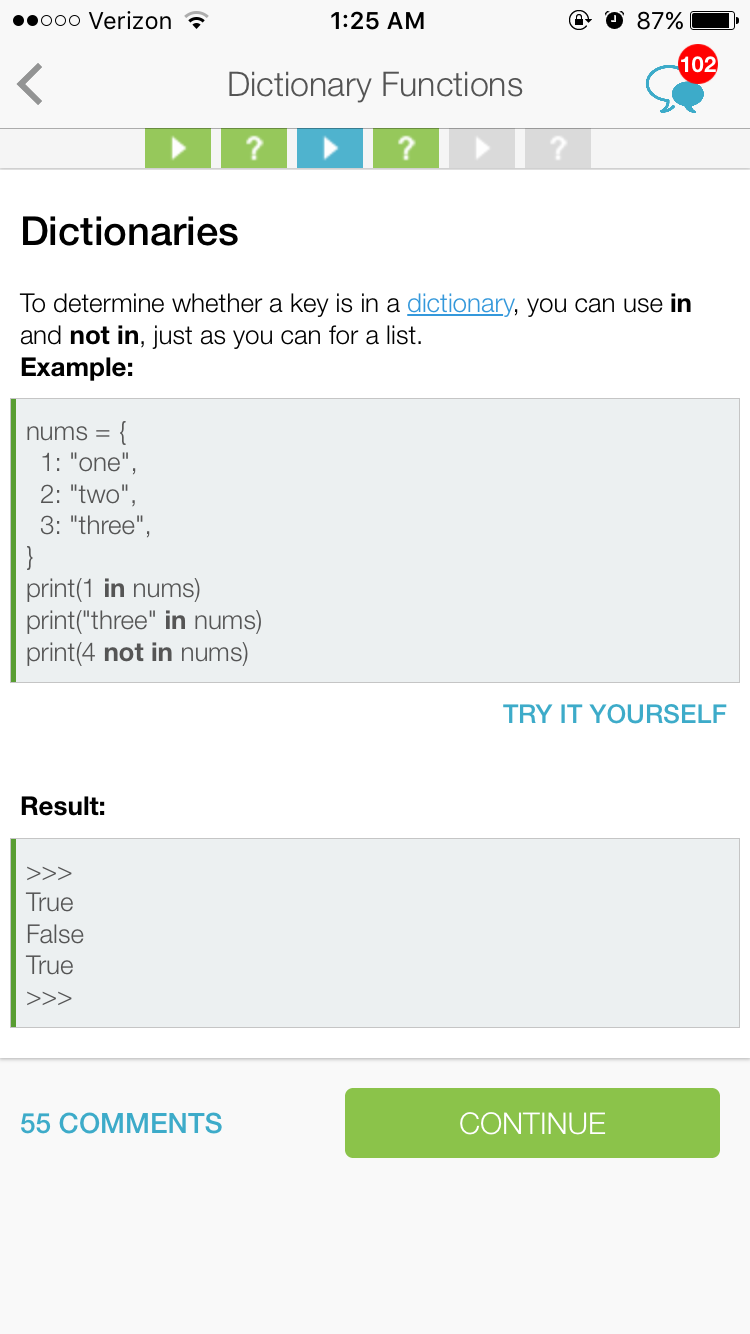 Verizon 1:25 AM 87%
102
Dictionary Functions
? ? ?
Dictionaries
To determine whether a key is in a dictionary, you can use in
and not in, just as you can for a list.
Example:
nums = {
  1: "one",
  2: "two",
  3: "three",
}
print(1 in nums)
print("three" in nums)
print(4 not in nums)
TRY IT YOURSELF
Result:
>>>
True
False
True
>>>
55 COMMENTS CONTINUE